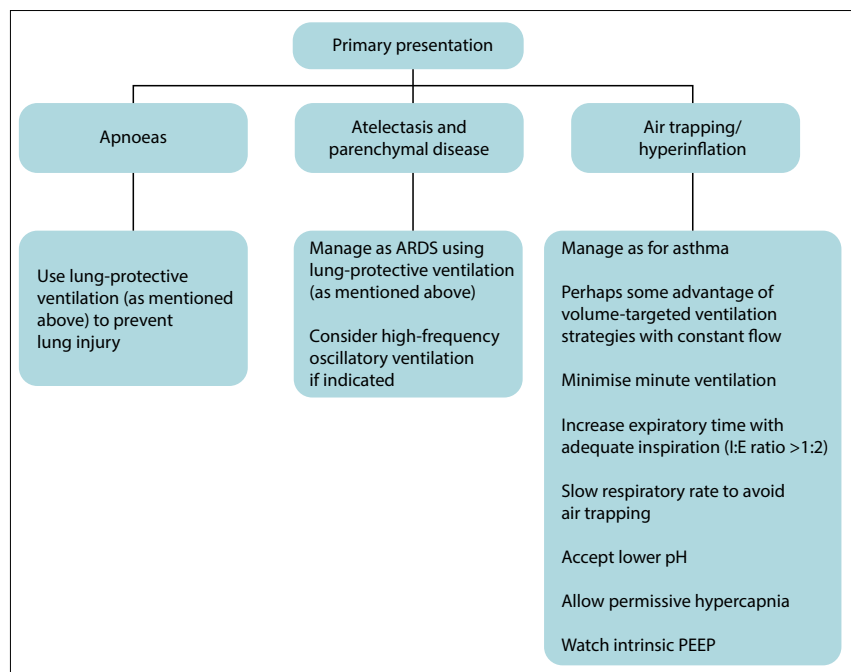 Primary presentation
Apnoeas
Atelectasis and
parenchymal disease
Air trapping/
hyperinflation
Use lung-protective
ventilation (as mentioned
above) to prevent
lung injury
Manage as ARDS using
lung-protective ventilation
(as mentioned above)
Consider high-frequency
oscillatory ventilation
if indicated
Manage as for asthma
Perhaps some advantage of
volume-targeted ventilation
strategies with constant flow
Minimise minute ventilation
Increase expiratory time with
adequate inspiration (I:E ratio >1:2)
Slow respiratory rate to avoid
air trapping
Accept lower pH
Allow permissive hypercapnia
Watch intrinsic PEEP